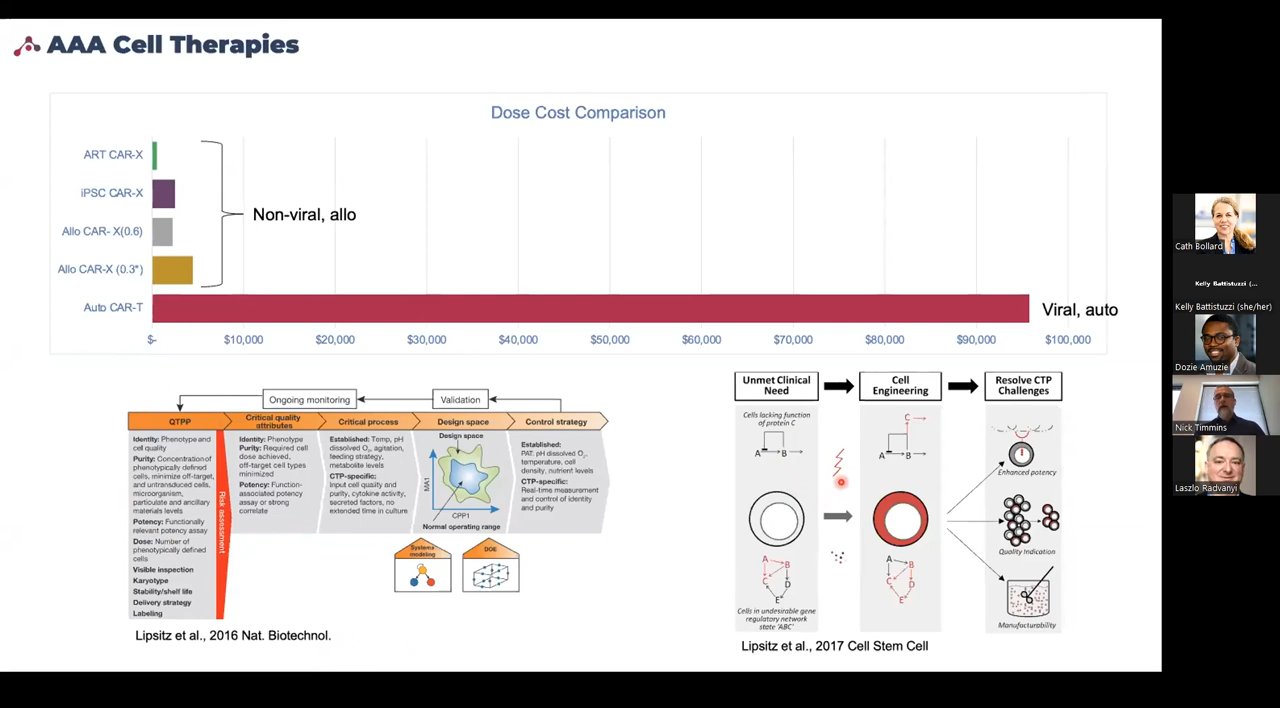 AAA Cell Therapies
Dose Cost Comparison
ART CAR-X
iPSC CAR-X
Allo CAR- X(0.6)
Allo CAR-X (0.3*)
Auto CAR-T
Non-viral, allo
Viral, auto
$- $10,000 $20,000 $30,000 $40,000 $50,000 $60,000 $70,000 $80,000 $90,000 $100,000
Ongoing monitoring
Validation
QTPP
Identity: Phenotype and
cell quality
Purity: Concentration of
phenotypically defined
cells, minimize off-target,
and untransduced cells,
microorganism,
particulate and ancillary
materials levels
Potency: Functionally
relevant potency assay
Dose: Number of
phenotypically defined
cells
Visible inspection
Karyotype
Stability/shelf life
Delivery strategy
Labeling
Risk assessment
Critical quality
attributes
Identity: Phenotype
Purity: Required cell
dose achieved,
off-target cell types
minimized
Potency: Function-
associated potency
assay or strong
correlate
Critical process
Established: Temp, pH
dissolved O₂, agitation,
feeding strategy,
metabolite levels
CTP-specific:
Input cell quality and
purity, cytokine activity,
secreted factors, no
extended time in culture
Design space
Design space
MA1
CPP1
Normal operating range
Control strategy
Established:
PAT, pH dissolved O₂,
temperature, cell
density, nutrient levels
CTP-specific:
Real-time measurement
and control of identity
and purity
Systems
modeling
DOE
Lipsitz et al., 2016 Nat. Biotechnol.
Unmet Clinical
Need
Cell
Engineering
Resolve CTP
Challenges
Cells lacking function
of protein C
A B
C
A B
Enhanced potency
Quality Indication
Manufacturability
A B C D E
A B C D E
Cells in undesirable gene
regulatory network
state 'ABC'
Lipsitz et al., 2017 Cell Stem Cell
Cath Bollard
Kelly Battistuzzi (...
Kelly Battistuzzi (she/her)
Dozie Amuzie
Nick Timmins
Laszlo Radvanyi